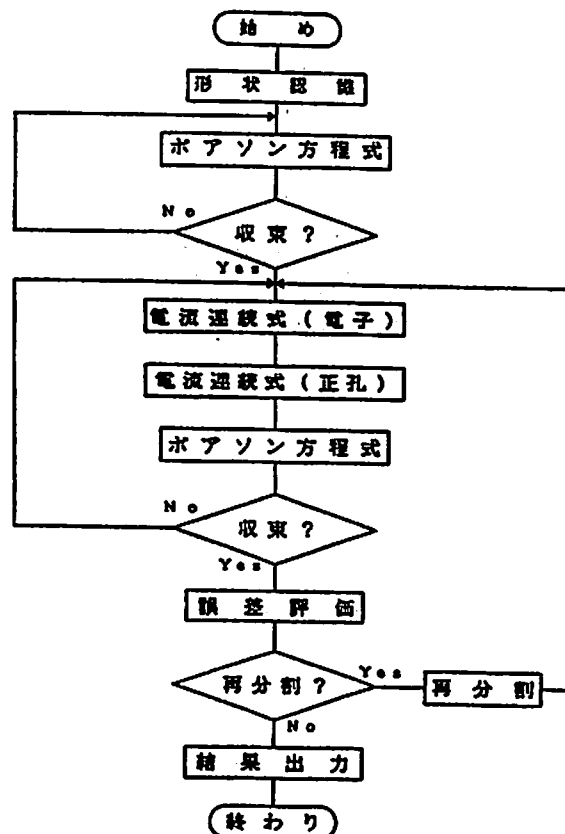 始め
形状認識
ポアソン方程式
No
収束？
Yes
電流連続式（電子）
電流連続式（正孔）
ポアソン方程式
No
収束？
Yes
誤差評価
再分割？
Yes
再分割
No
結果出力
終わり